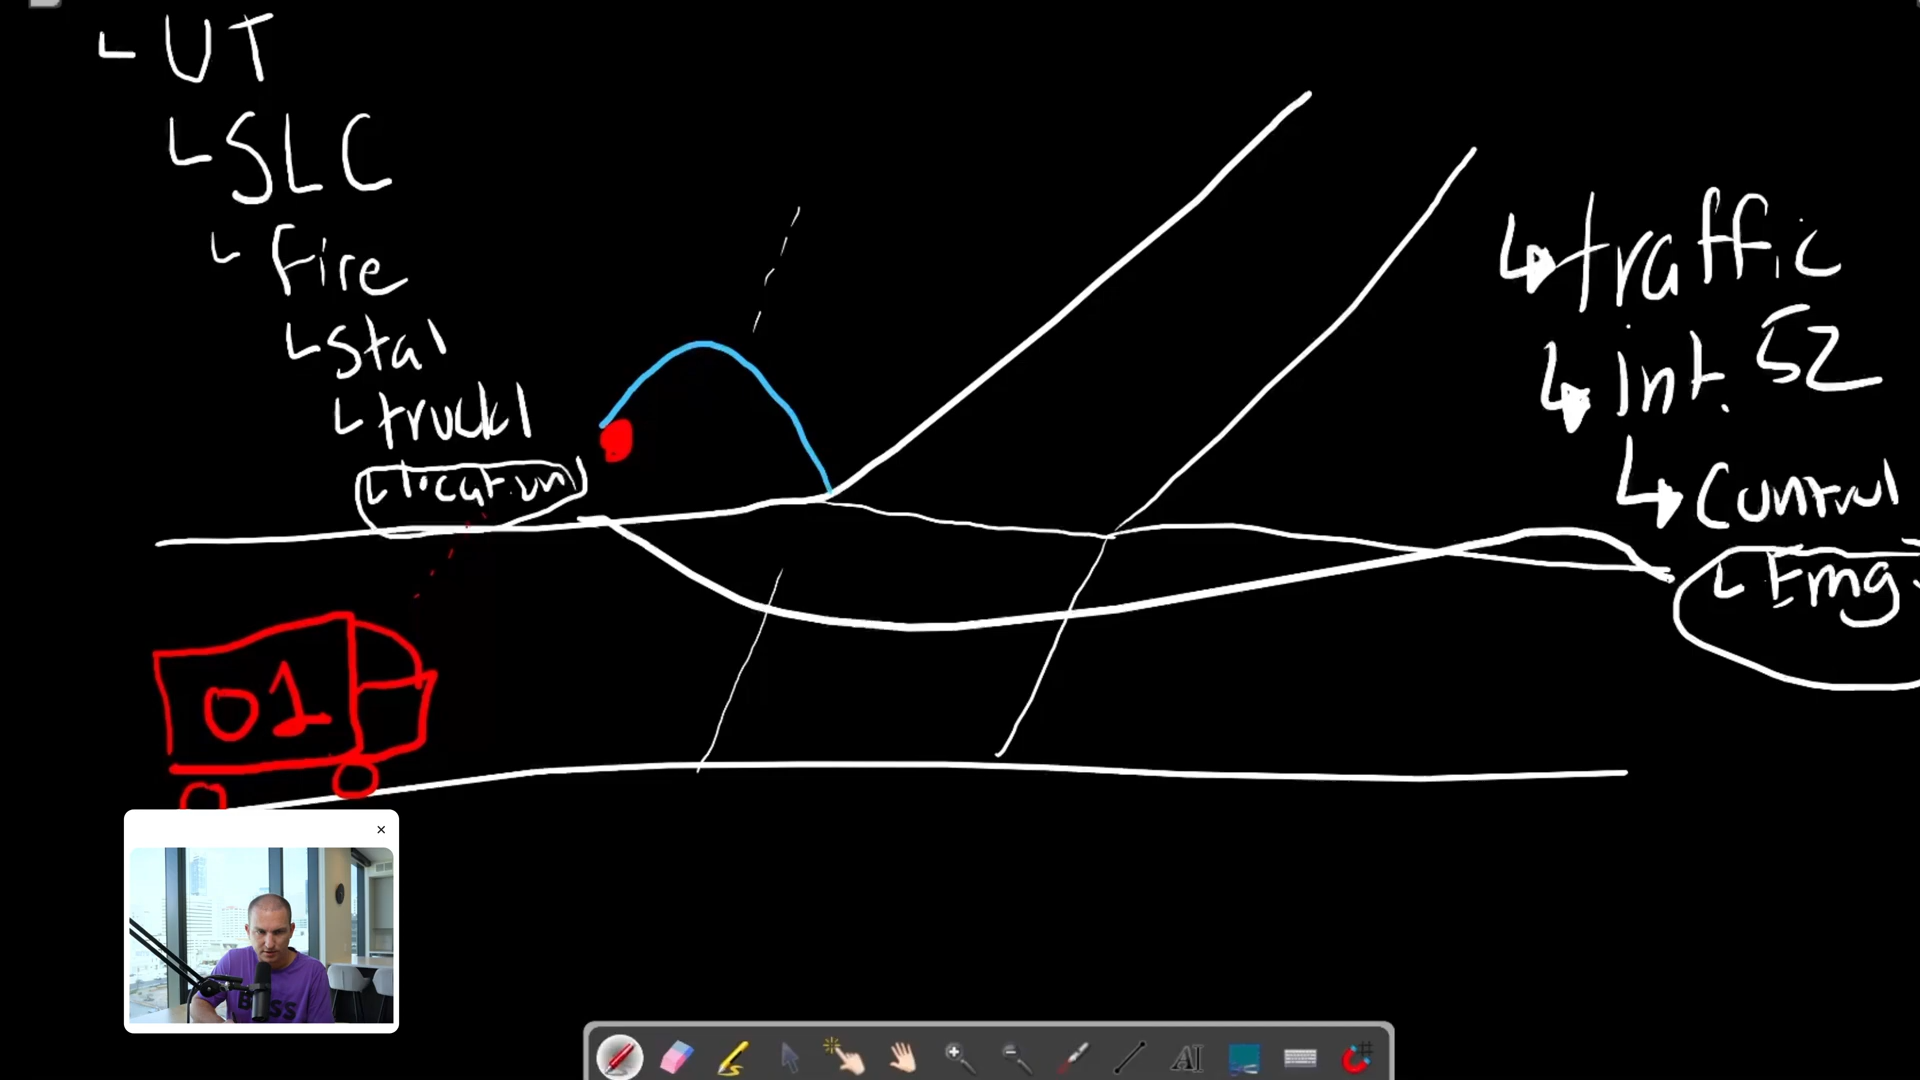 UT
SLC
fire
sta1
truck1
location
traffic
int. 52
Control
Emg
01